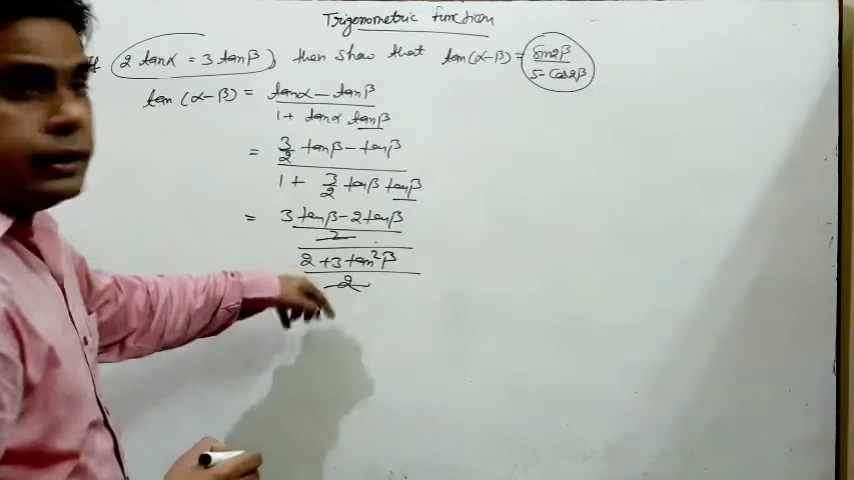 Trigonometric function
If 2 tanα = 3 tanβ, then show that tan(α-β) = sin2β / 5-Cos2β
tan (α-β) = tanα - tanβ / 1 + tanα tanβ
= 3/2 tanβ - tanβ / 1 + 3/2 tanβ tanβ
= 3 tanβ - 2 tanβ / 2 / 2 + 3 tan²β / 2